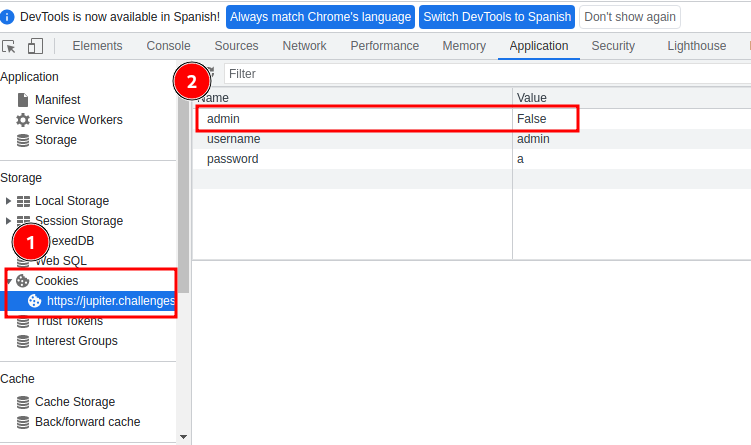 DevTools is now available in Spanish! Always match Chrome's language Switch DevTools to Spanish Don't show again
Elements Console Sources Network Performance Memory Application Security Lighthouse
Application
Manifest
Service Workers
Storage
Storage
Local Storage
Session Storage
exedDB
Web SQL
Cookies
https://jupiter.challenges
Trust Tokens
Interest Groups
Cache
Cache Storage
Back/forward cache
1
2
Filter
Name Value
admin False
username admin
password a